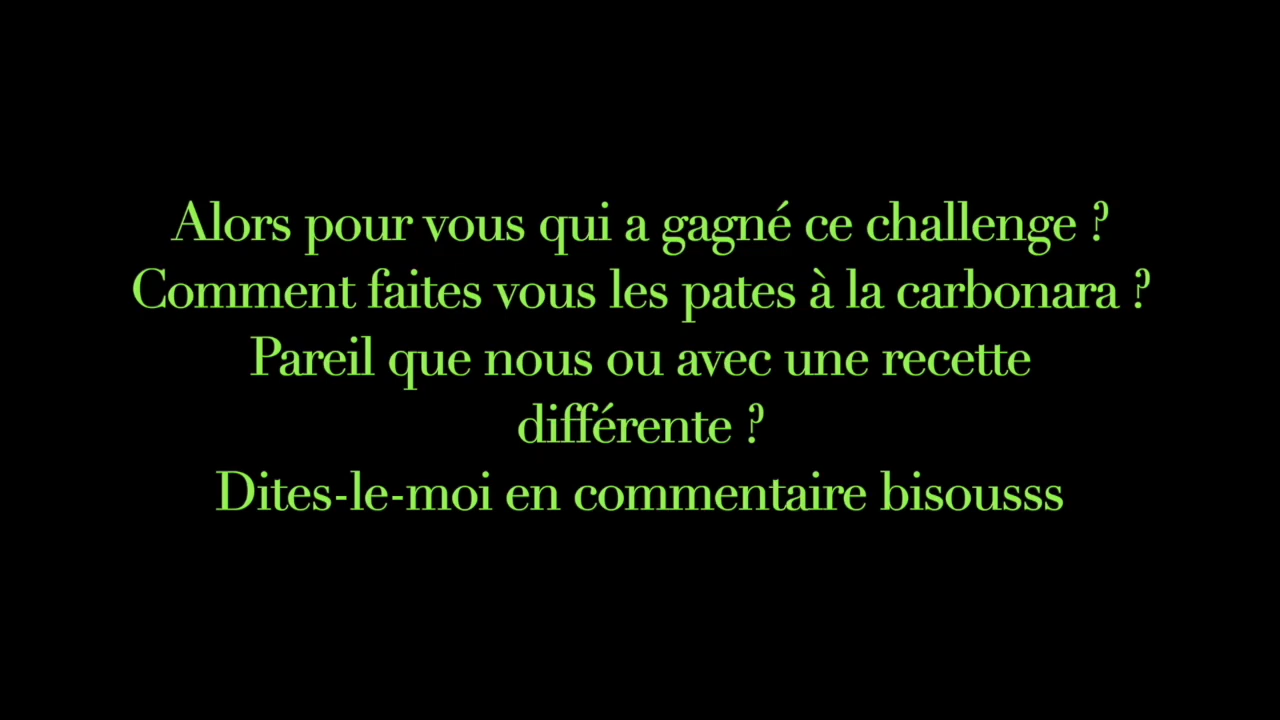 Alors pour vous qui a gagné ce challenge ?
Comment faites vous les pates à la carbonara ?
Pareil que nous ou avec une recette
différente ?
Dites-le-moi en commentaire bisousss